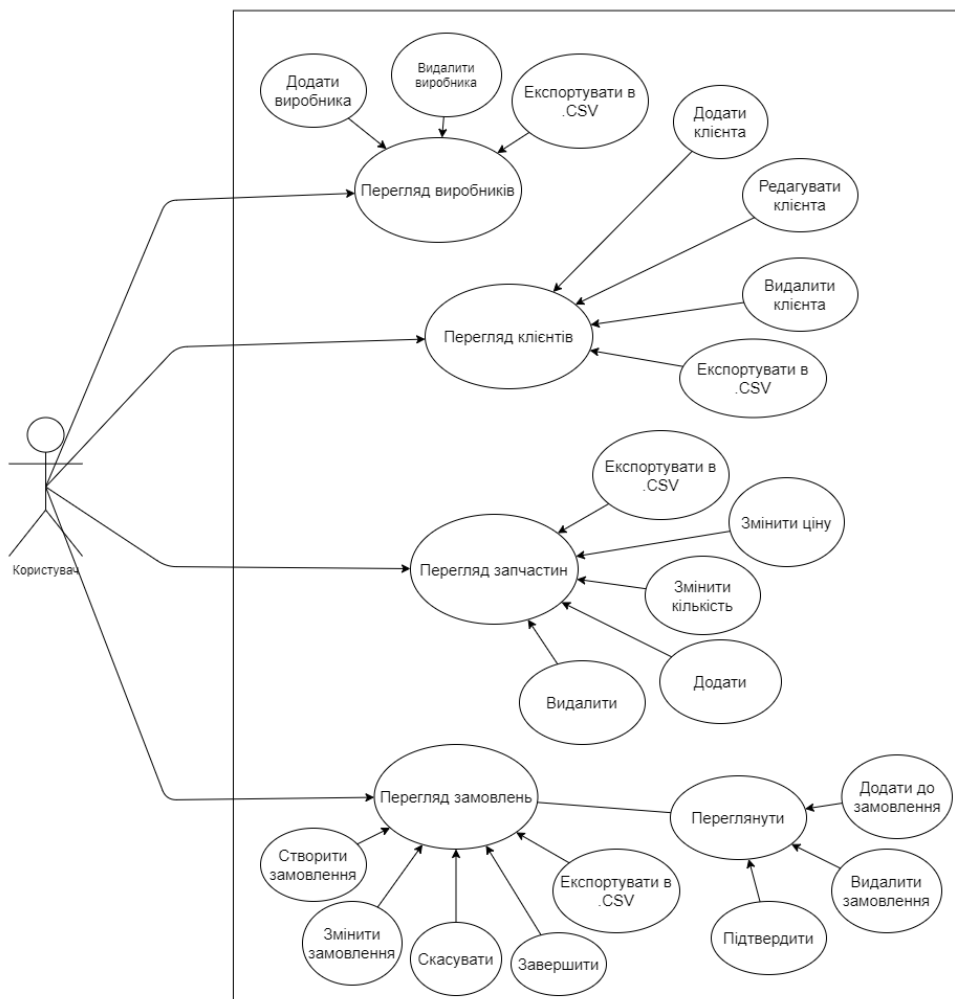 Додати
виробника
Видалити
виробника
Експортувати в
.CSV
Додати
клієнта
Перегляд виробників
Редагувати
клієнта
Видалити
клієнта
Перегляд клієнтів
Експортувати в
.CSV
Користувач
Експортувати в
.CSV
Змінити ціну
Перегляд запчастин
Змінити
кількість
Додати
Видалити
Перегляд замовлень
Переглянути
Додати до
замовлення
Створити
замовлення
Експортувати в
.CSV
Видалити
замовлення
Змінити
замовлення
Скасувати
Завершити
Підтвердити